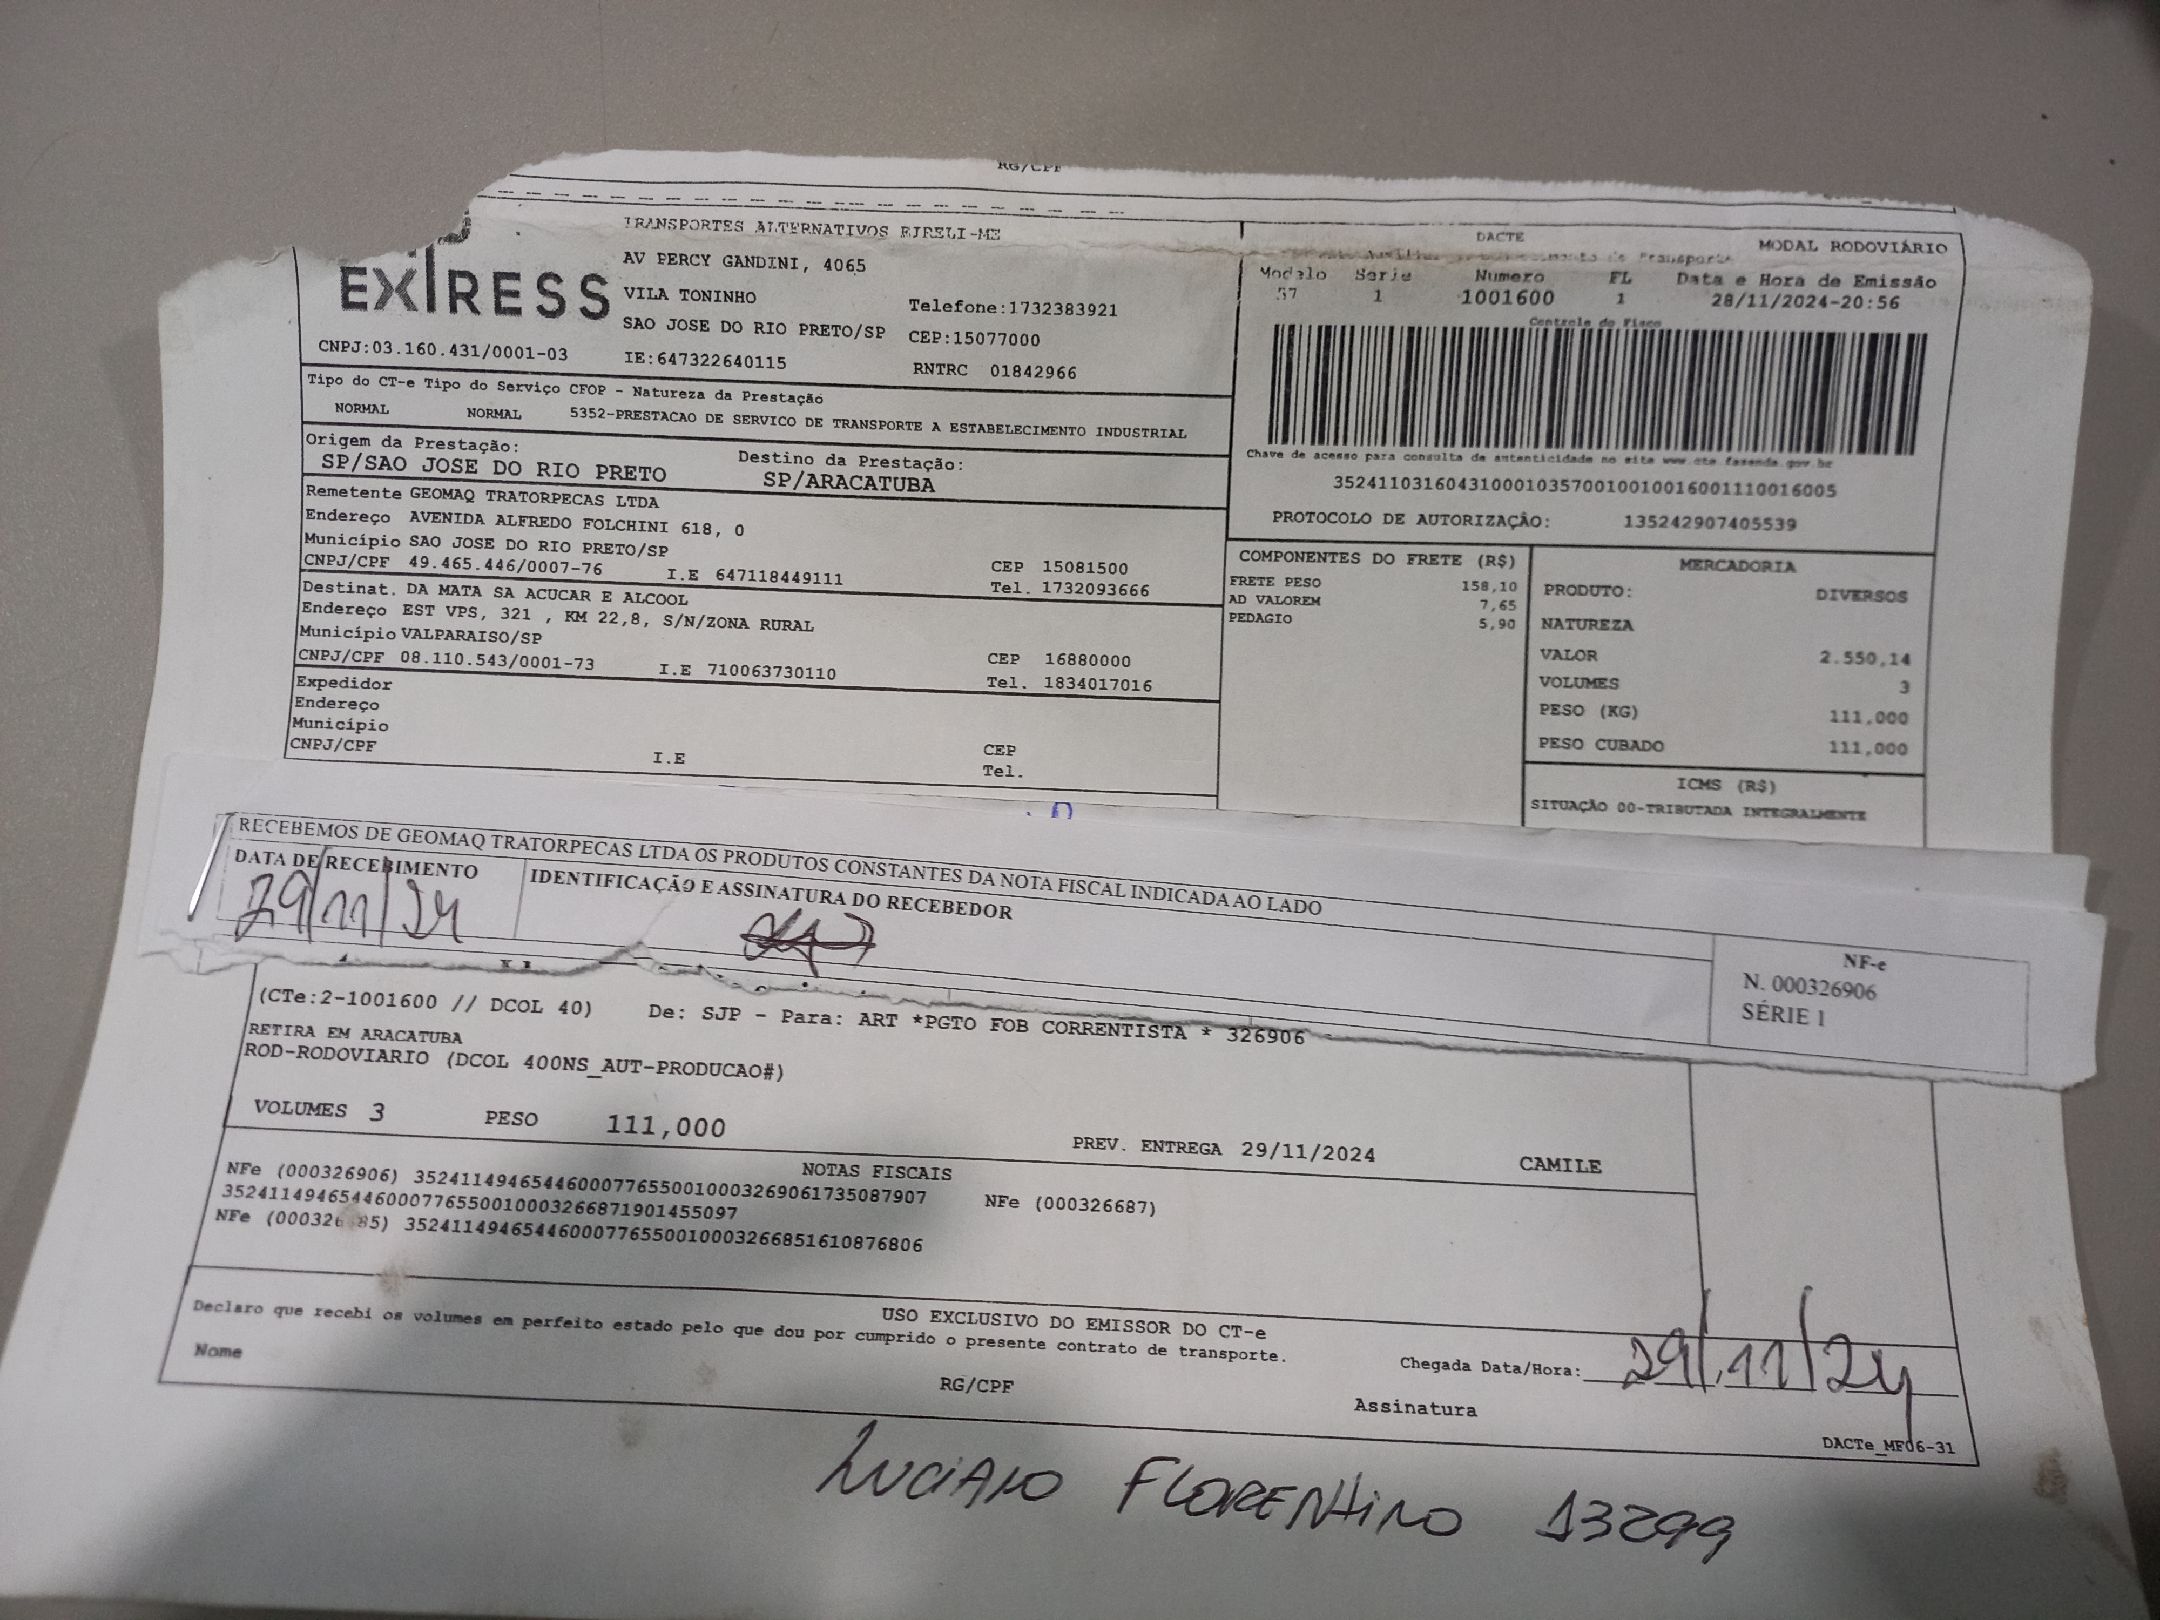 RG/CPF
EXTRESS
TRANSPORTES ALTERNATIVOS EIRELI-ME
AV PERCY GANDINI, 4065
VILA TONINHO
Telefone:1732383921
SAO JOSE DO RIO PRETO/SP CEP:15077000
CNPJ:03.160.431/0001-03 IE:647322640115 RNTRC 01842966
DACTE
MODAL RODOVIÁRIO
Modelo Serie Numero FL Data e Hora de Emissão
57 1 1001600 1 28/11/2024-20:56
Controle do Fisco
Chave de acesso para consulta de autenticidade no site www.cte.fazenda.gov.br
35241103160431000103570010010016001110016005
PROTOCOLO DE AUTORIZAÇÃO: 135242907405539
Tipo do CT-e Tipo do Serviço CFOP - Natureza da Prestação
NORMAL NORMAL 5352-PRESTACAO DE SERVICO DE TRANSPORTE A ESTABELECIMENTO INDUSTRIAL
Origem da Prestação: Destino da Prestação:
SP/SAO JOSE DO RIO PRETO SP/ARACATUBA
Remetente GEOMAQ TRATORPECAS LTDA
Endereço AVENIDA ALFREDO FOLCHINI 618, 0
Município SAO JOSE DO RIO PRETO/SP CEP 15081500
CNPJ/CPF 49.465.446/0007-76 I.E 647118449111 Tel. 1732093666
Destinat. DA MATA SA ACUCAR E ALCOOL
Endereço EST VPS, 321 , KM 22,8, S/N/ZONA RURAL
Município VALPARAISO/SP CEP 16880000
CNPJ/CPF 08.110.543/0001-73 I.E 710063730110 Tel. 1834017016
Expedidor
Endereço
Município CEP
CNPJ/CPF I.E Tel.
COMPONENTES DO FRETE (R$)
FRETE PESO 158,10
AD VALOREM 7,65
PEDAGIO 5,90
MERCADORIA
PRODUTO: DIVERSOS
NATUREZA
VALOR 2.550,14
VOLUMES 3
PESO (KG) 111,000
PESO CUBADO 111,000
ICMS (R$)
SITUAÇÃO 00-TRIBUTADA INTEGRALMENTE
RECEBEMOS DE GEOMAQ TRATORPECAS LTDA OS PRODUTOS CONSTANTES DA NOTA FISCAL INDICADA AO LADO
DATA DE RECEBIMENTO IDENTIFICAÇÃO E ASSINATURA DO RECEBEDOR
29/11/24
NF-e
N. 000326906
SÉRIE 1
(CTe:2-1001600 // DCOL 40) De: SJP - Para: ART *PGTO FOB CORRENTISTA * 326906
RETIRA EM ARACATUBA
ROD-RODOVIARIO (DCOL 400NS_AUT-PRODUCAO#)
VOLUMES 3 PESO 111,000 PREV. ENTREGA 29/11/2024 CAMILE
NOTAS FISCAIS
NFe (000326906) 35241149465446000776550010003269061735087907 NFe (000326687)
35241149465446000776550010003266871901455097
NFe 35241149465446000776550010003266851610876806
USO EXCLUSIVO DO EMISSOR DO CT-e
Declaro que recebi os volumes em perfeito estado pelo que dou por cumprido o presente contrato de transporte.
Nome RG/CPF Chegada Data/Hora: 29/11/24
Assinatura
DACTe_MF06-31
LUCIANO FLORENTINO 13299